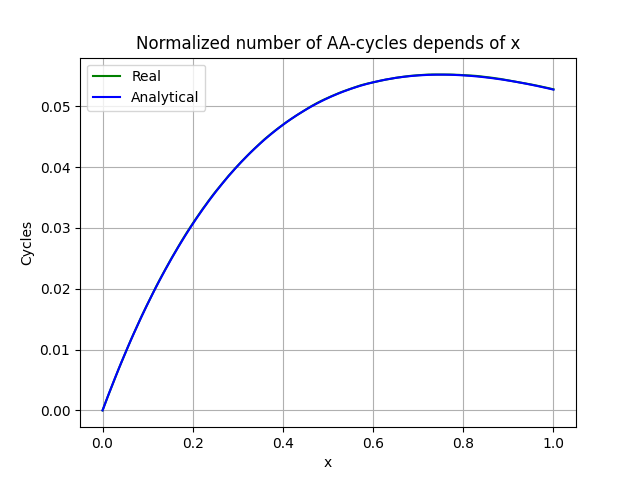 Normalized number of AA-cycles depends of x
Real
Analytical
0.05
0.04
0.03
0.02
0.01
0.00
Cycles
0.0 0.2 0.4 0.6 0.8 1.0
x